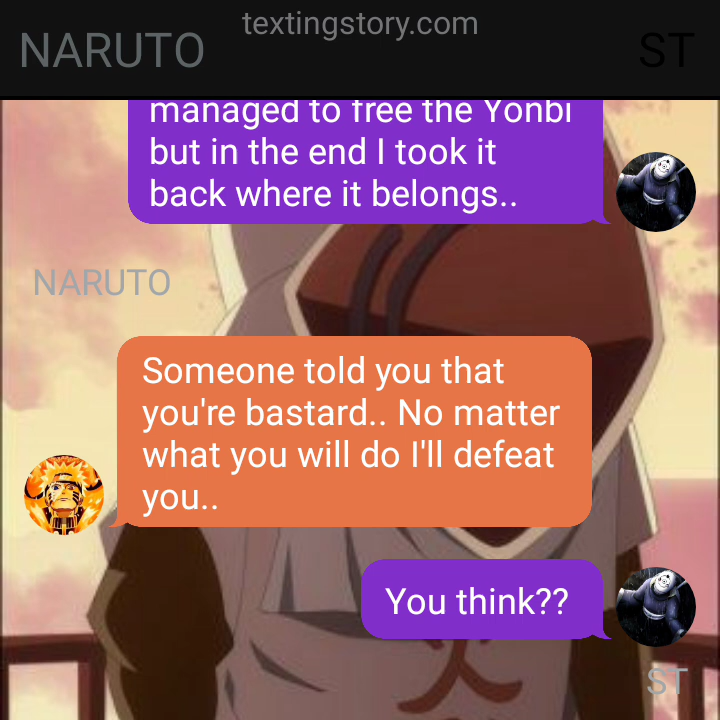 textingstory.com
NARUTO
ST
managed to free the Yonbi
but in the end I took it
back where it belongs..
NARUTO
Someone told you that
you're bastard.. No matter
what you will do I'll defeat
you..
You think??
ST
火